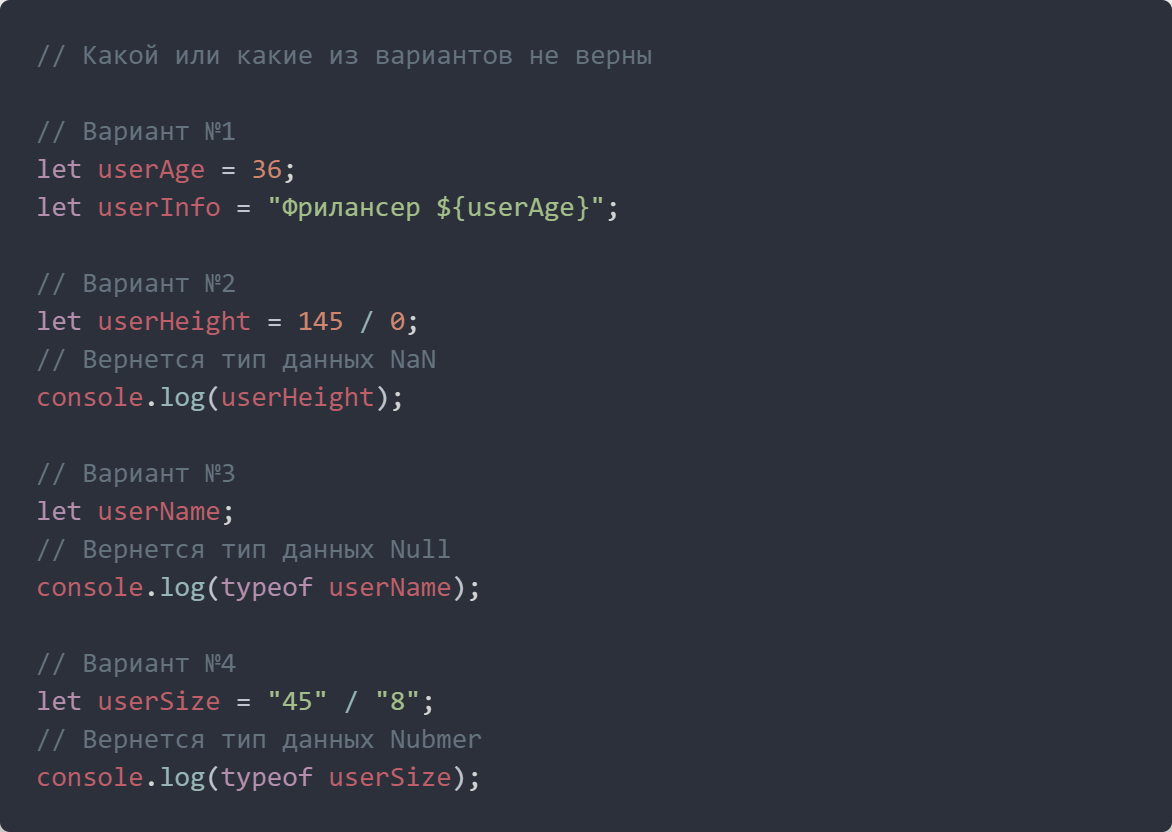 // Какой или какие из вариантов не верны
// Вариант №1
let userAge = 36;
let userInfo = "Фрилансер ${userAge}";
// Вариант №2
let userHeight = 145 / 0;
// Вернется тип данных NaN
console.log(userHeight);
// Вариант №3
let userName;
// Вернется тип данных Null
console.log(typeof userName);
// Вариант №4
let userSize = "45" / "8";
// Вернется тип данных Nubmer
console.log(typeof userSize);